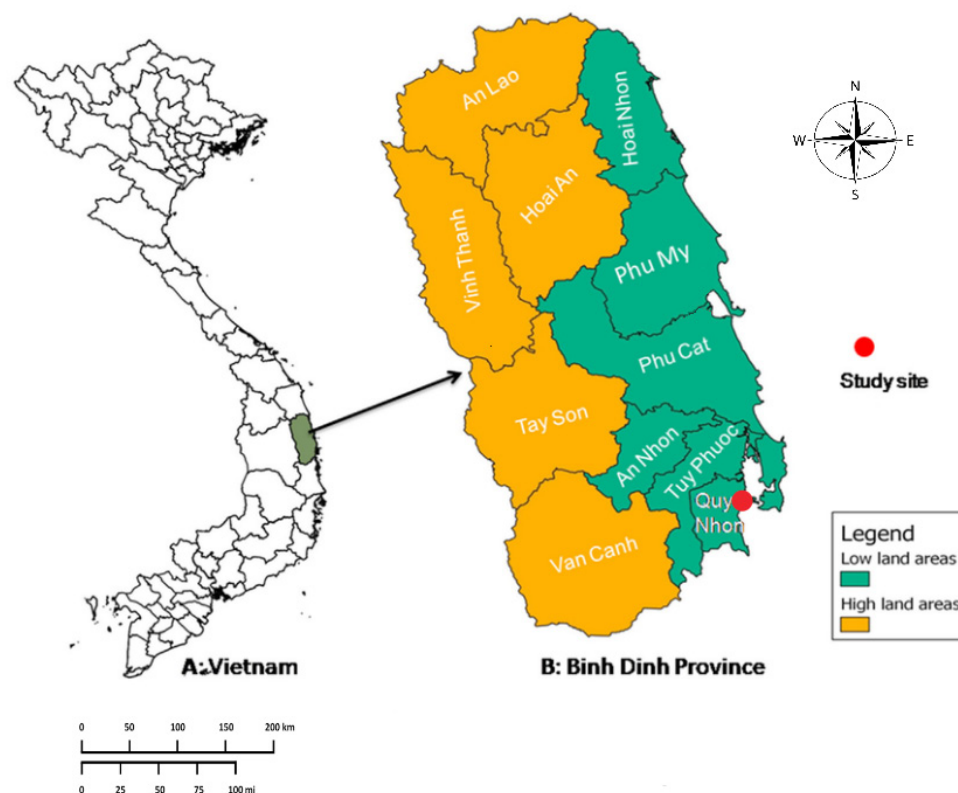 An Lao
Hoai Nhon
Hoai An
Vinh Thanh
Phu My
Phu Cat
Tay Son
An Nhon
Tuy Phuoc
Quy
Nhon
Van Canh
N
W
E
S
Study site
Legend
Low land areas
High land areas
A: Vietnam
B: Binh Dinh Province
0 50 100 150 200 km
0 25 50 75 100 mi